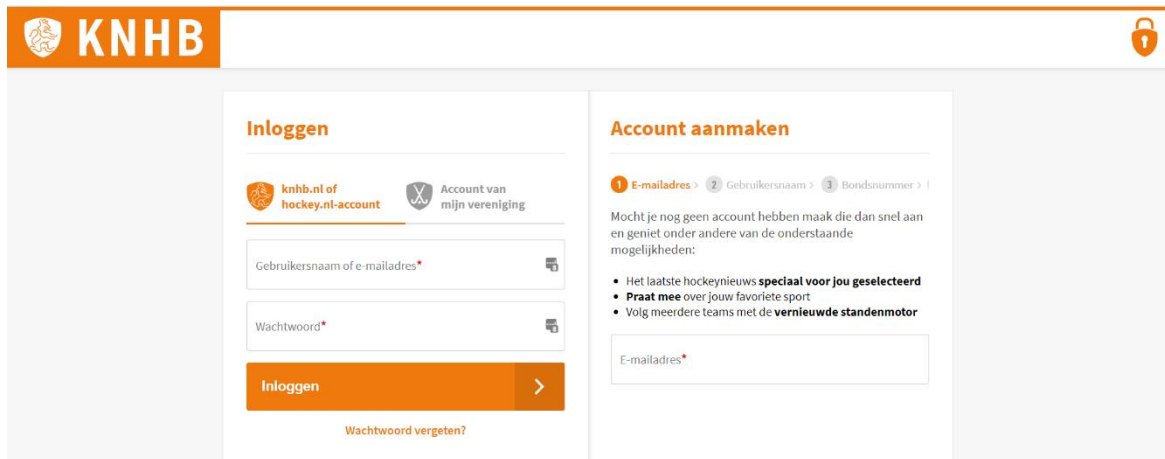 KNHB
Inloggen
knhb.nl of
hockey.nl-account
Account van
mijn vereniging
Gebruikersnaam of e-mailadres*
Wachtwoord*
Inloggen
Wachtwoord vergeten?
Account aanmaken
1 E-mailadres > 2 Gebruikersnaam > 3 Bondsnummer >
Mocht je nog geen account hebben maak die dan snel aan
en geniet onder andere van de onderstaande
mogelijkheden:
• Het laatste hockeynieuws speciaal voor jou geselecteerd
• Praat mee over jouw favoriete sport
• Volg meerdere teams met de vernieuwde standenmotor
E-mailadres*